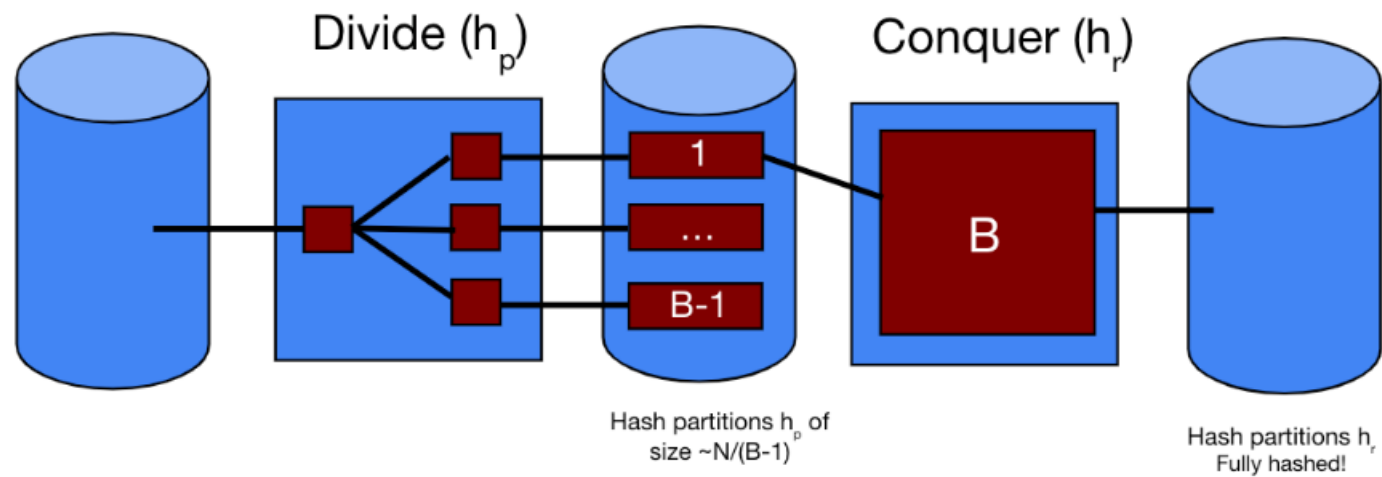 Divide (hp)
Conquer (hr)
1
...
B-1
B
Hash partitions hp of
size ~N/(B-1)
Hash partitions hr
Fully hashed!